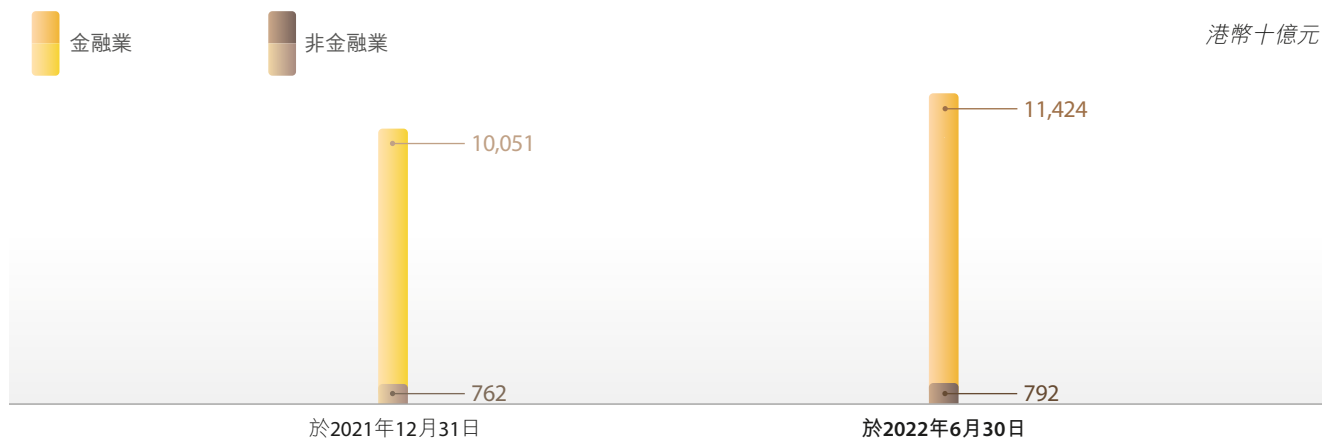 金融業
非金融業
港幣十億元
10,051
11,424
762
792
於2021年12月31日
於2022年6月30日